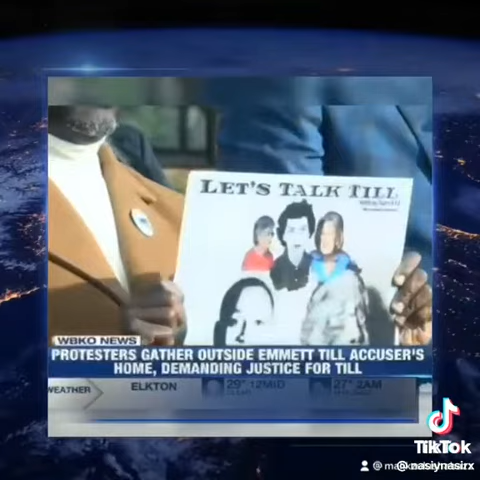 LET'S TALK TILL
WBKO NEWS
PROTESTERS GATHER OUTSIDE EMMETT TILL ACCUSER'S
HOME, DEMANDING JUSTICE FOR TILL
WEATHER
ELKTON
29° 12MID
27° 2AM
TikTok
@nasiynasirx